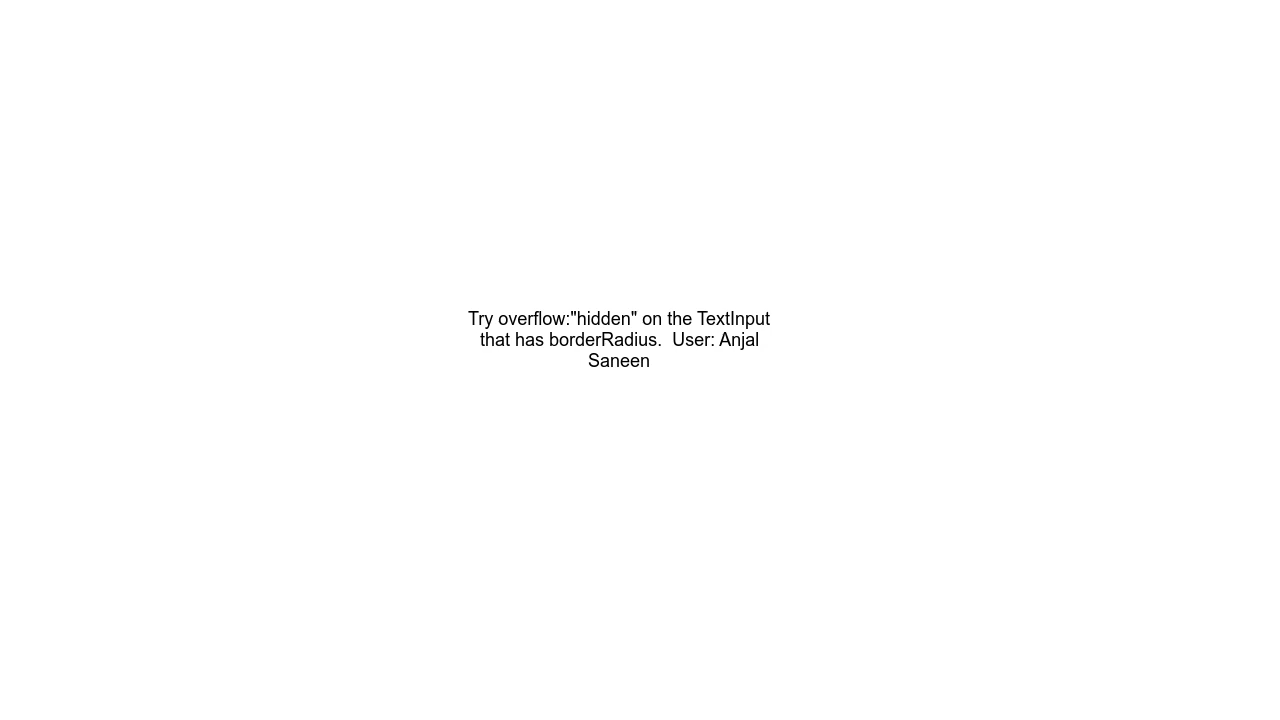 Try overflow:"hidden" on the TextInput
that has borderRadius.  User: Anjal
Saneen